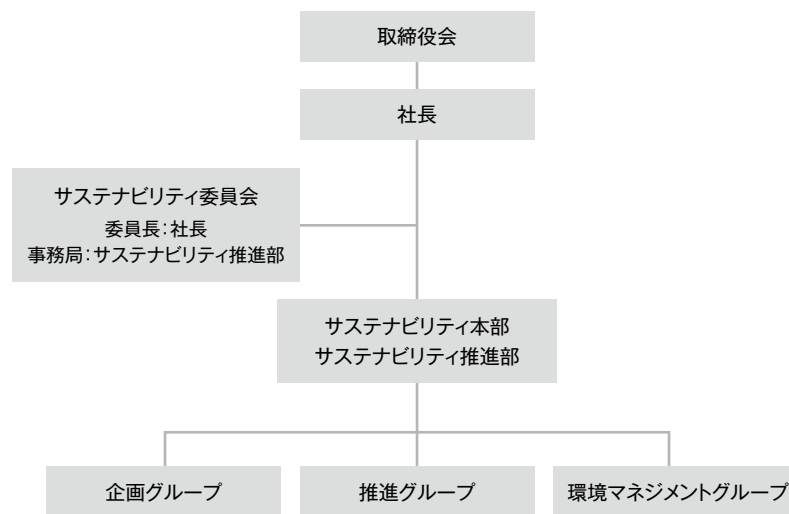 取締役会
社長
サステナビリティ委員会
委員長：社長
事務局：サステナビリティ推進部
サステナビリティ本部
サステナビリティ推進部
企画グループ
推進グループ
環境マネジメントグループ